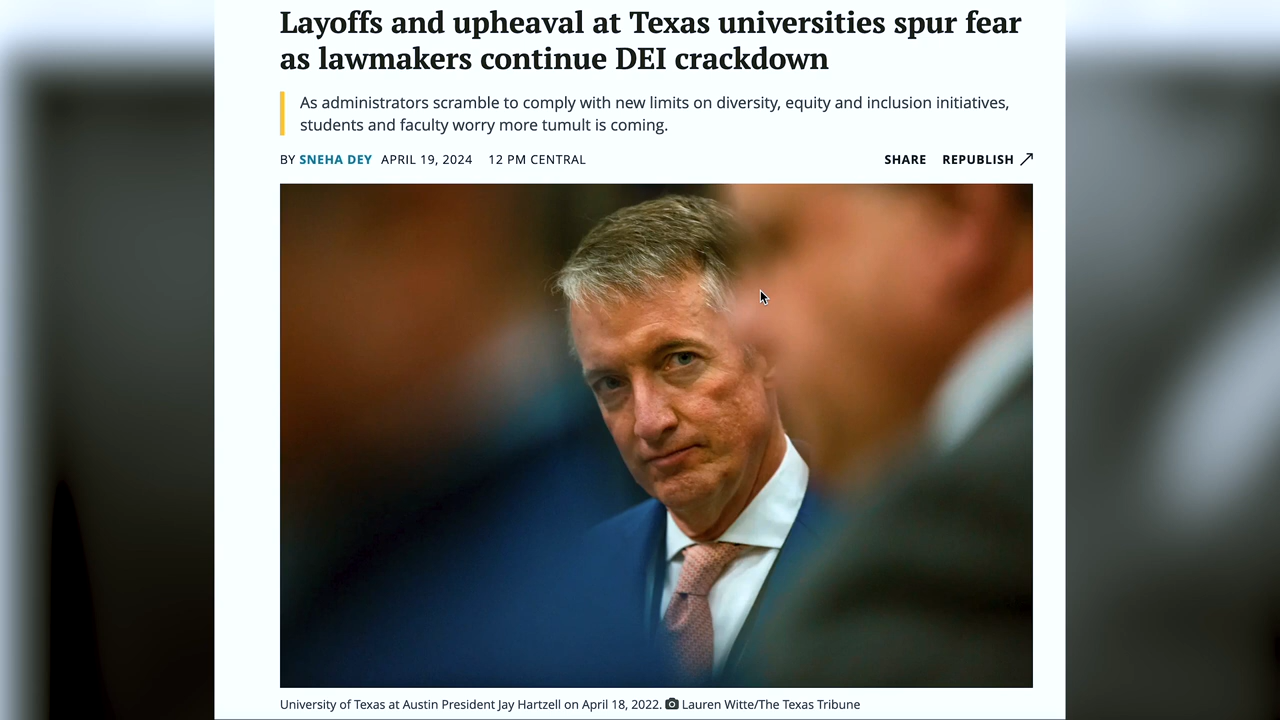 Layoffs and upheaval at Texas universities spur fear
as lawmakers continue DEI crackdown
As administrators scramble to comply with new limits on diversity, equity and inclusion initiatives,
students and faculty worry more tumult is coming.
BY SNEHA DEY APRIL 19, 2024 12 PM CENTRAL SHARE REPUBLISH
University of Texas at Austin President Jay Hartzell on April 18, 2022. Lauren Witte/The Texas Tribune